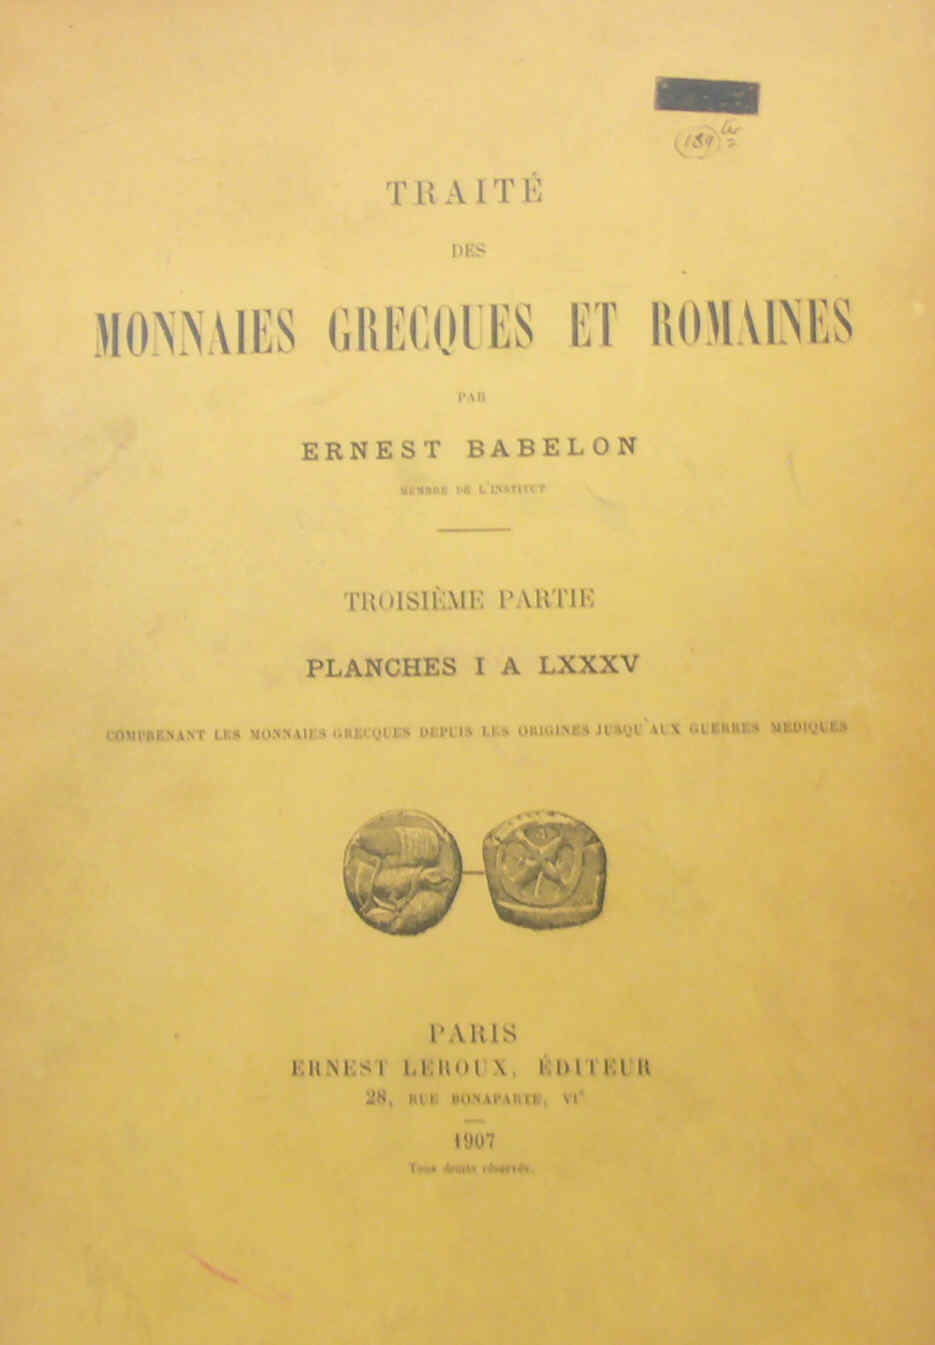 139
TRAITÉ
DES
MONNAIES GRECQUES ET ROMAINES
PAR
ERNEST BABELON
MEMBRE DE L'INSTITUT
TROISIÈME PARTIE
PLANCHES I A LXXXV
COMPRENANT LES MONNAIES GRECQUES DEPUIS LES ORIGINES JUSQU'AUX GUERRES MÉDIQUES
PARIS
ERNEST LEROUX, ÉDITEUR
28, RUE BONAPARTE, VIe
1907
Tous droits réservés.